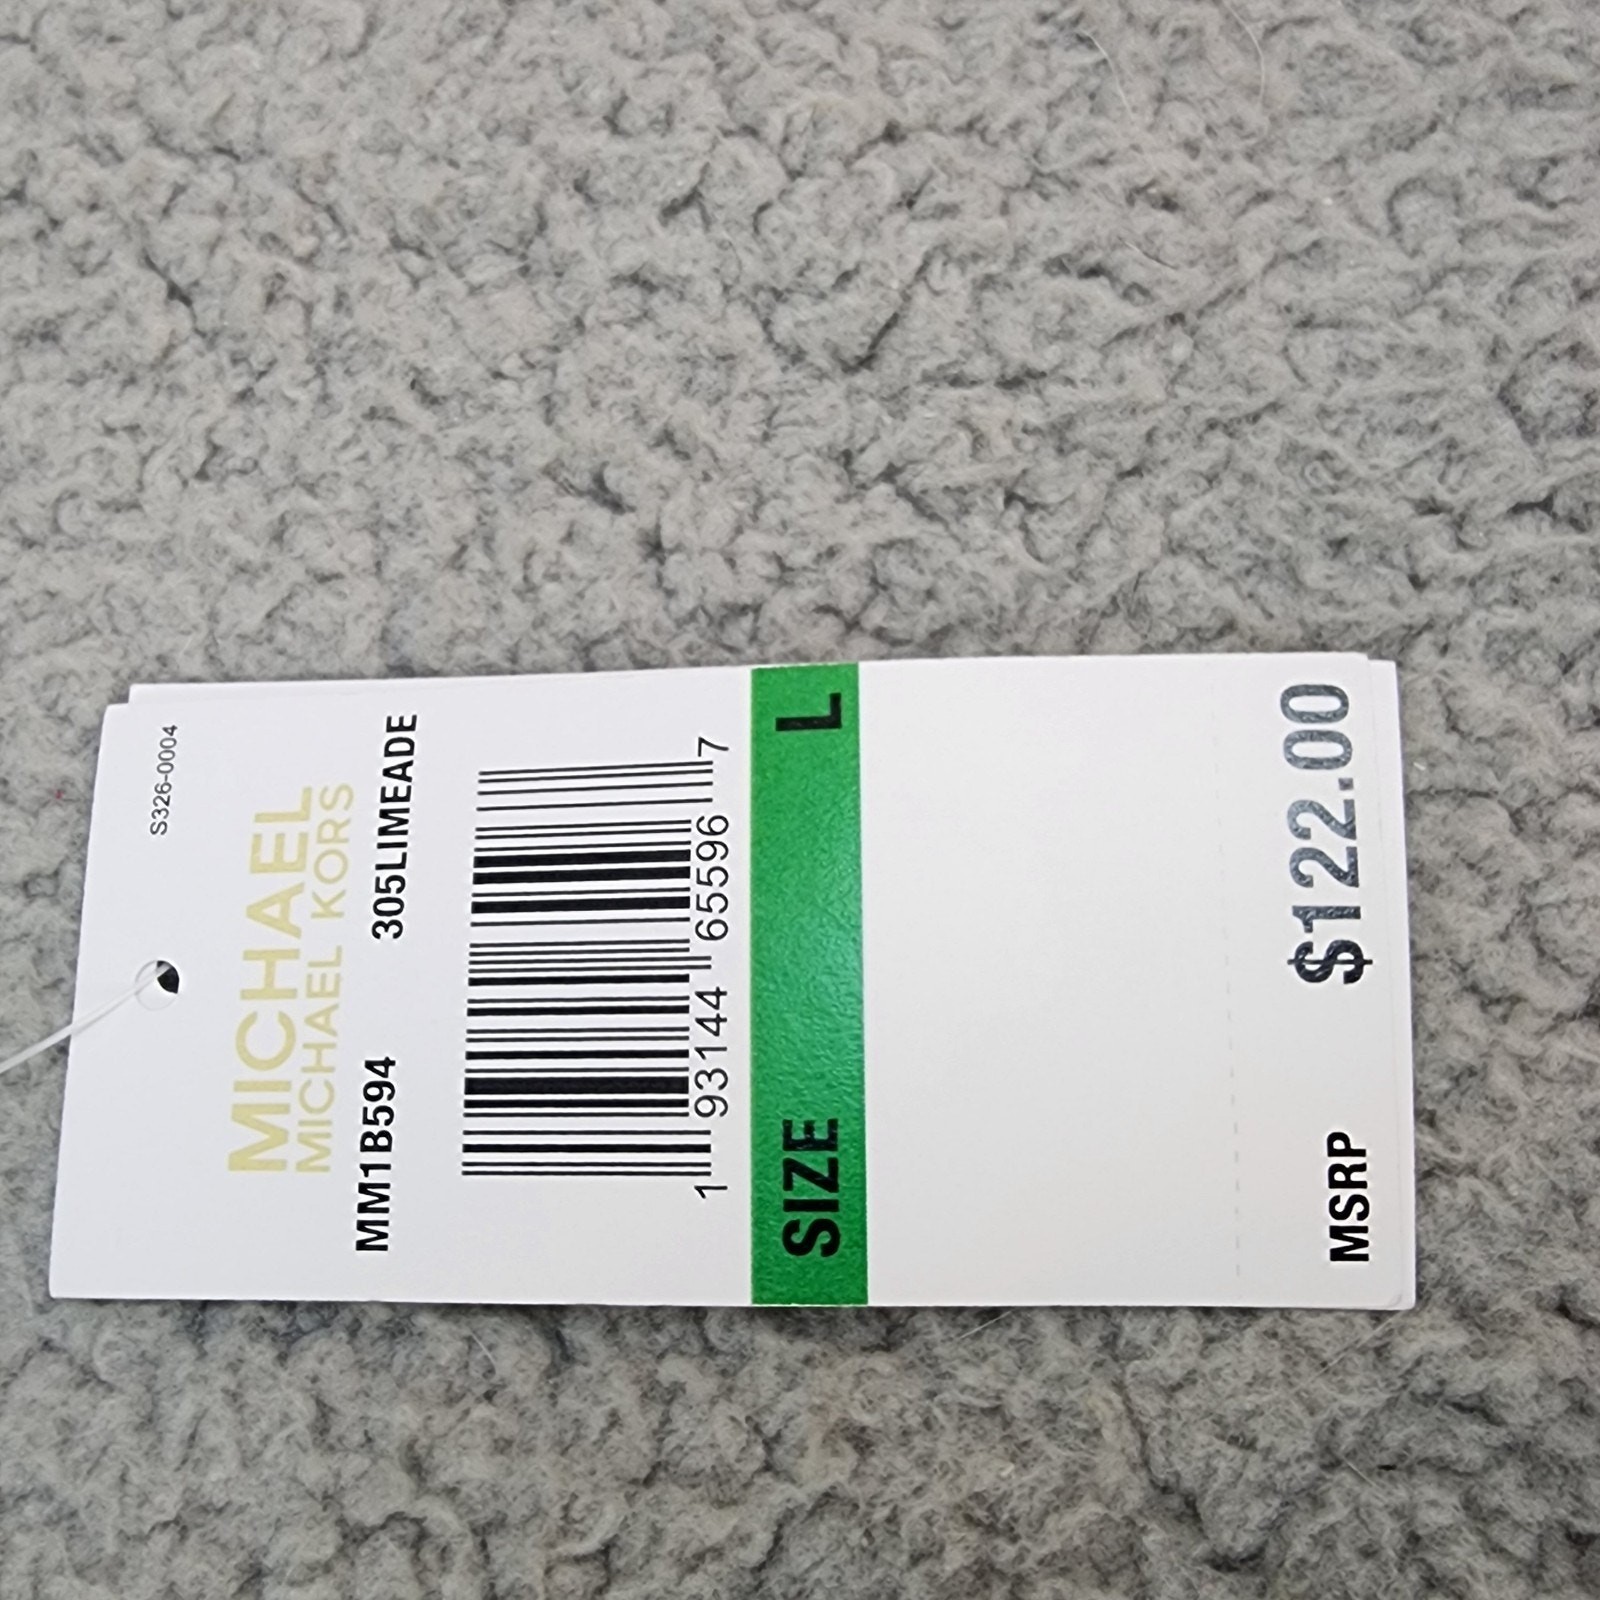 S326-0004
MICHAEL
MICHAEL KORS
MM1B594 305LIMEADE
1 93144 65596 7
SIZE L
MSRP $122.00